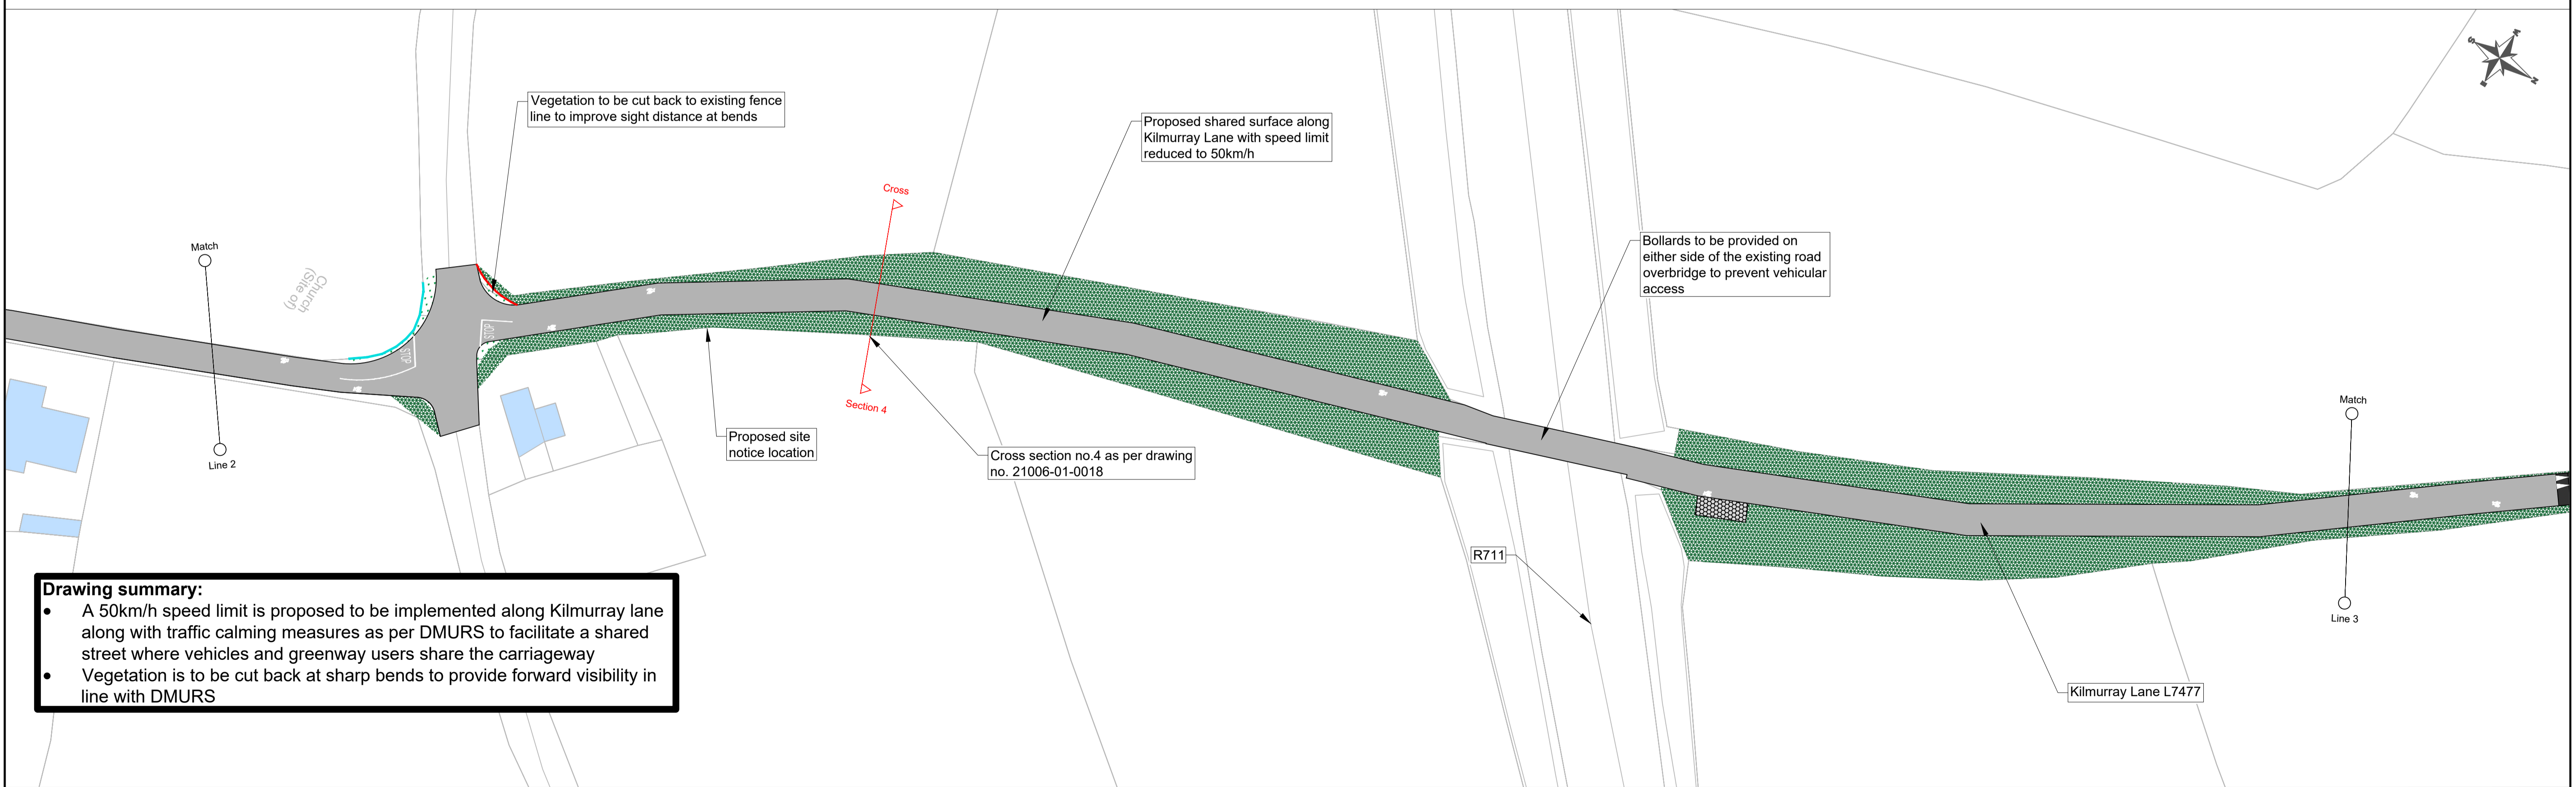 Vegetation to be cut back to existing fence
line to improve sight distance at bends
Proposed shared surface along
Kilmurray Lane with speed limit
reduced to 50km/h
Cross
Section 4
Match
Line 2
Church
(Site of)
STOP
STOP
Bollards to be provided on
either side of the existing road
overbridge to prevent vehicular
access
Proposed site
notice location
Cross section no.4 as per drawing
no. 21006-01-0018
R711
Match
Line 3
Kilmurray Lane L7477
Drawing summary:
• A 50km/h speed limit is proposed to be implemented along Kilmurray lane
along with traffic calming measures as per DMURS to facilitate a shared
street where vehicles and greenway users share the carriageway
• Vegetation is to be cut back at sharp bends to provide forward visibility in
line with DMURS